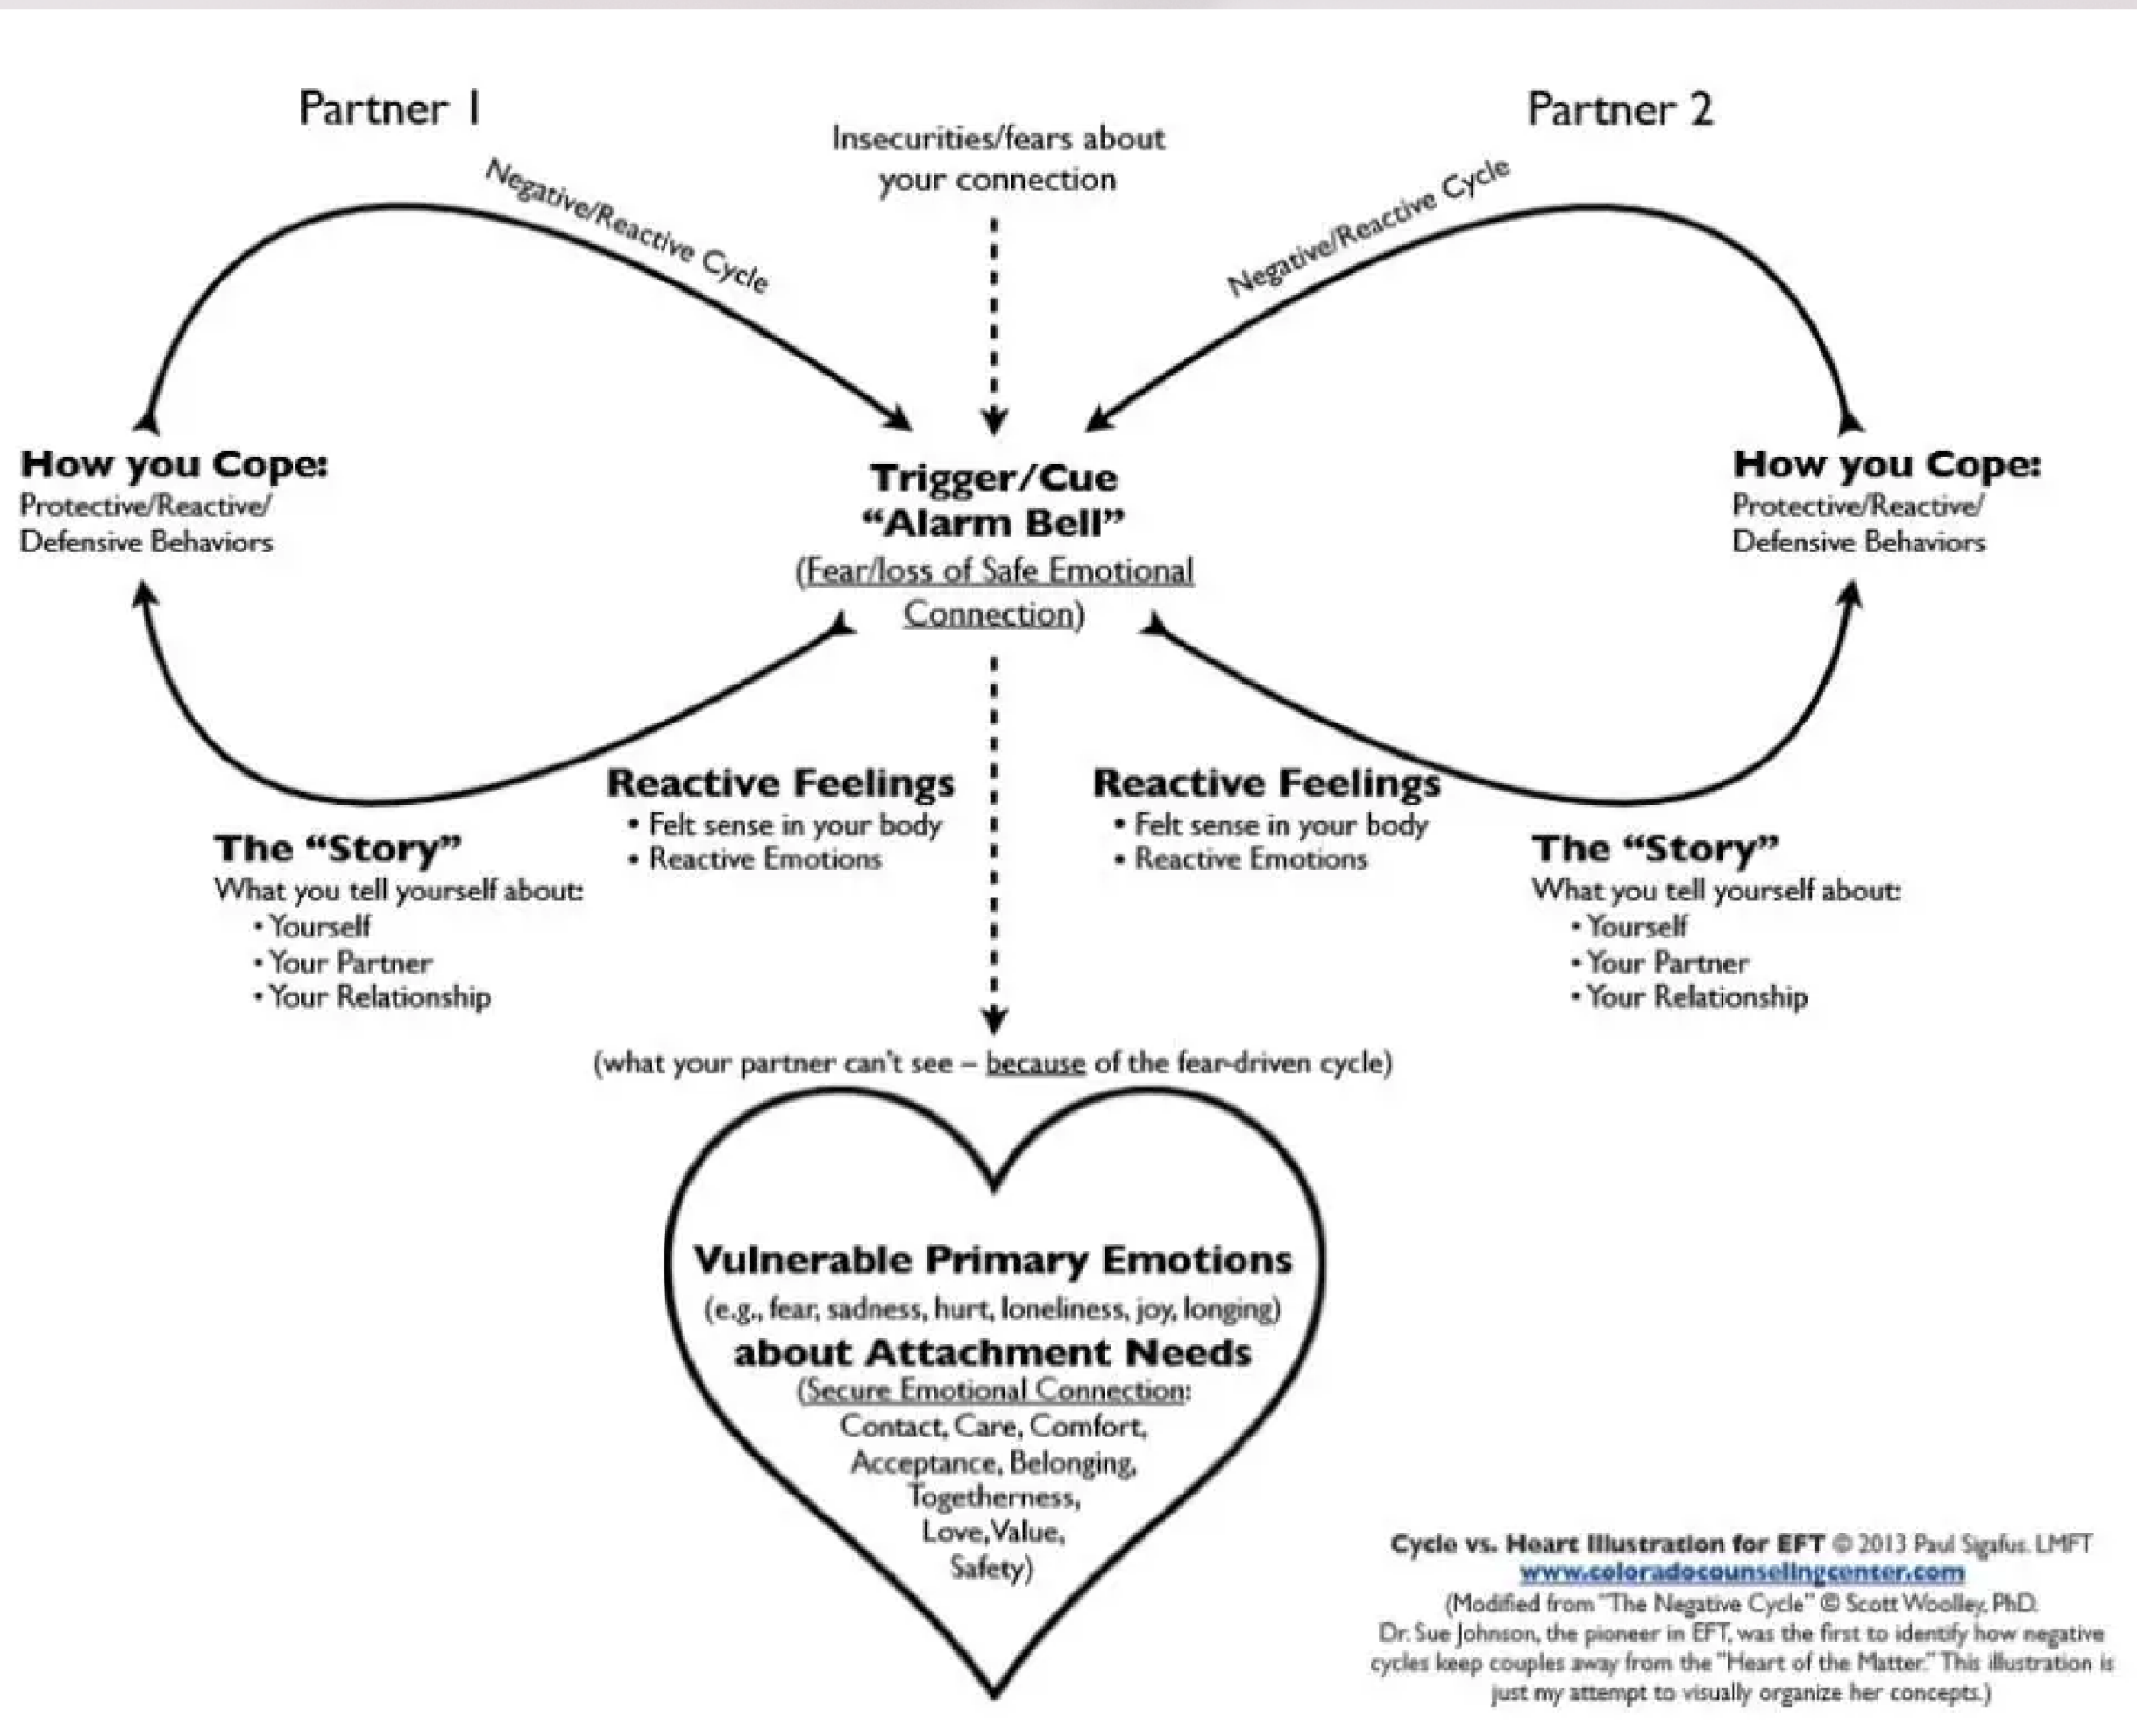 Partner 1
Partner 2
Insecurities/fears about
your connection
Negative/Reactive Cycle
Negative/Reactive Cycle
How you Cope:
Protective/Reactive/
Defensive Behaviors
Trigger/Cue
“Alarm Bell”
(Fear/loss of Safe Emotional
Connection)
How you Cope:
Protective/Reactive/
Defensive Behaviors
The “Story”
What you tell yourself about:
• Yourself
• Your Partner
• Your Relationship
Reactive Feelings
• Felt sense in your body
• Reactive Emotions
Reactive Feelings
• Felt sense in your body
• Reactive Emotions
The “Story”
What you tell yourself about:
• Yourself
• Your Partner
• Your Relationship
(what your partner can't see – because of the fear-driven cycle)
Vulnerable Primary Emotions
(e.g., fear, sadness, hurt, loneliness, joy, longing)
about Attachment Needs
(Secure Emotional Connection:
Contact, Care, Comfort,
Acceptance, Belonging,
Togetherness,
Love, Value,
Safety)
Cycle vs. Heart Illustration for EFT © 2013 Paul Sigafus. LMFT
www.coloradocounselingcenter.com
(Modified from "The Negative Cycle" © Scott Woolley, PhD.
Dr. Sue Johnson, the pioneer in EFT, was the first to identify how negative
cycles keep couples away from the "Heart of the Matter." This illustration is
just my attempt to visually organize her concepts.)